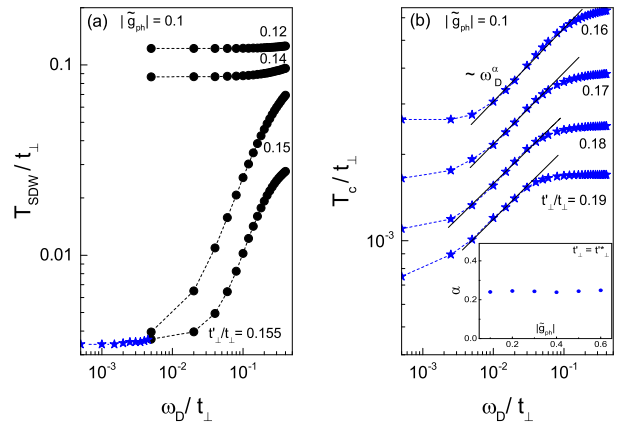 (a) | g̃ph | = 0.1
0.12
0.14
0.15
t'⊥/t⊥= 0.155
0.1
0.01
TSDW / t⊥
10⁻³ 10⁻² 10⁻¹
ωD / t⊥
(b) | g̃ph | = 0.1
0.16
~ ωDα
0.17
0.18
t'⊥/t⊥= 0.19
10⁻³
Tc / t⊥
10⁻³ 10⁻² 10⁻¹
ωD / t⊥
t'⊥ = t'*⊥
0.4
0.2
0.0
α
|g̃ph|
0.0 0.2 0.4 0.6